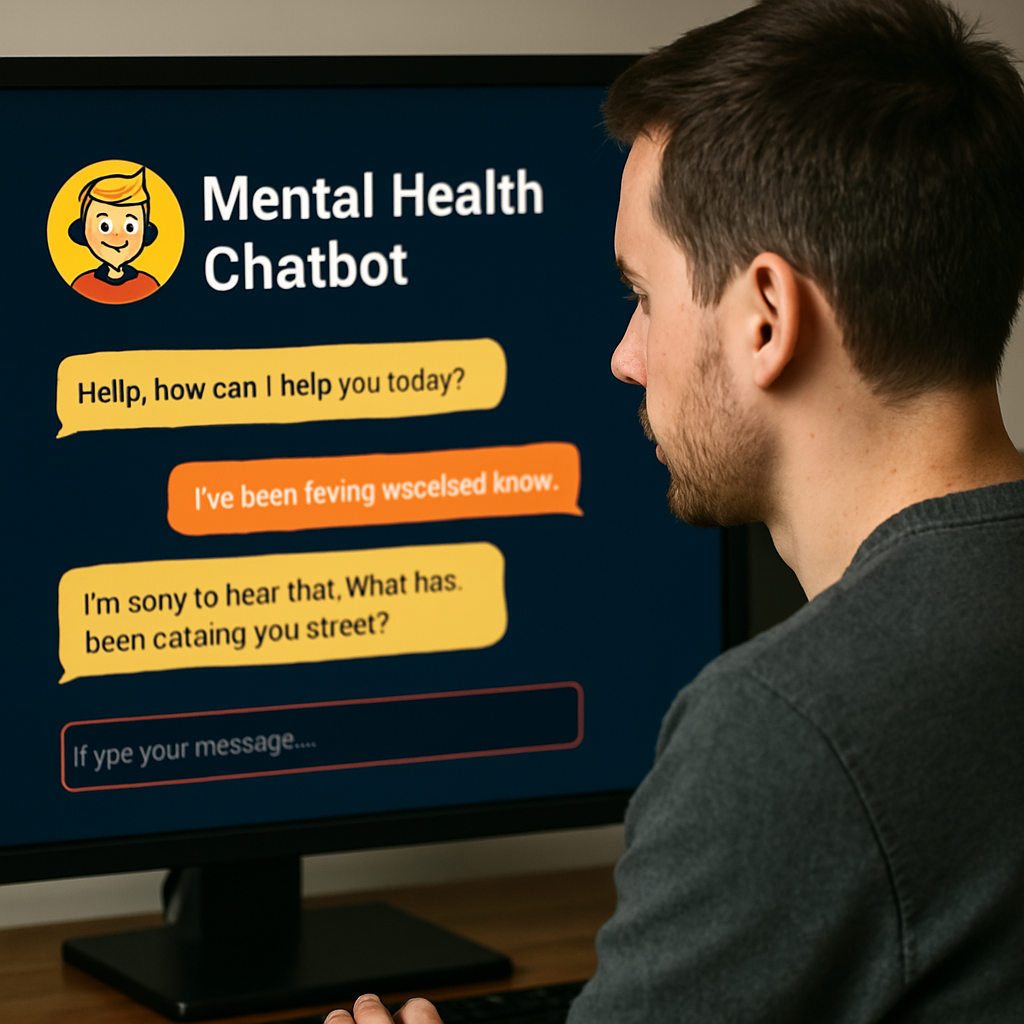 Mental Health
Chatbot
Hellp, how can I help you today?
I've been feving wscelsed know.
I'm sony to hear that, What has.
been cataing you street?
If ype your message....